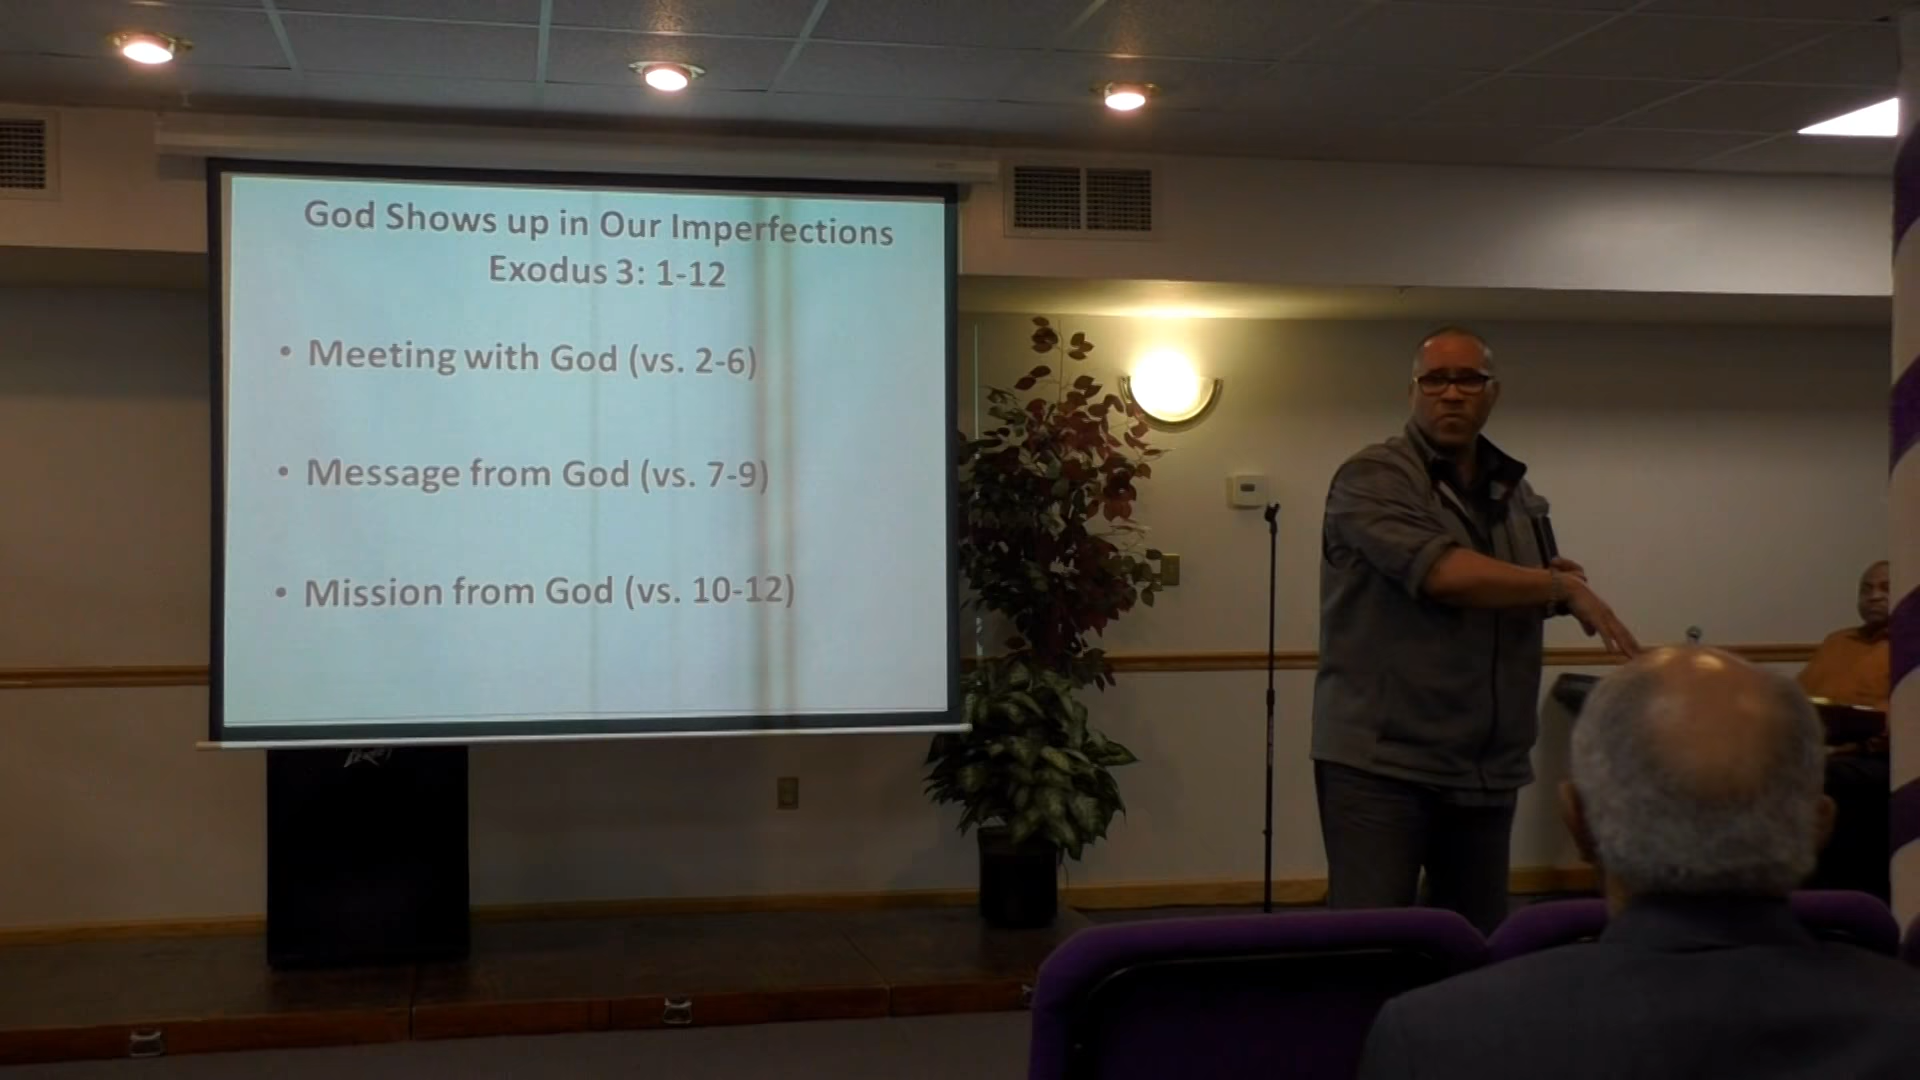 God Shows up in Our Imperfections
Exodus 3: 1-12
• Meeting with God (vs. 2-6)
• Message from God (vs. 7-9)
• Mission from God (vs. 10-12)